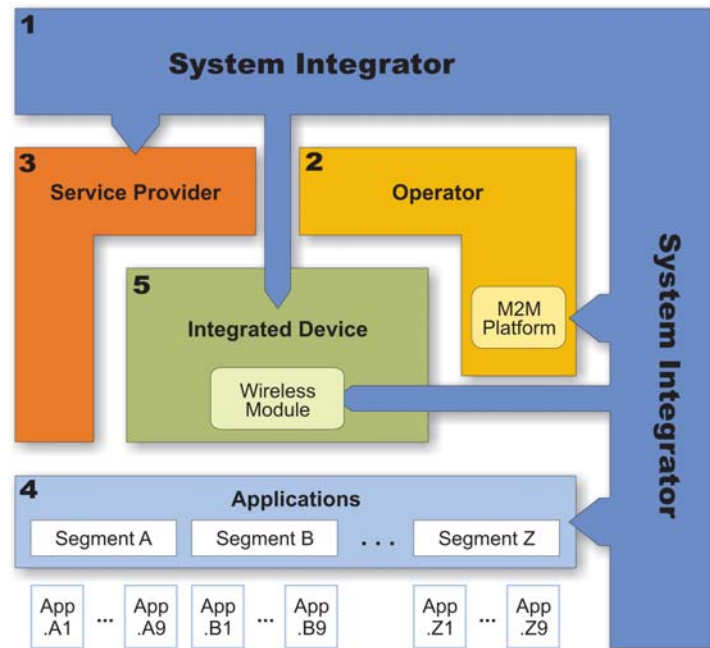 1
System Integrator
3
Service Provider
2
Operator
M2M
Platform
System Integrator
5
Integrated Device
Wireless
Module
4
Applications
Segment A
Segment B
. . .
Segment Z
App
.A1
...
App
.A9
App
.B1
...
App
.B9
App
.Z1
...
App
.Z9